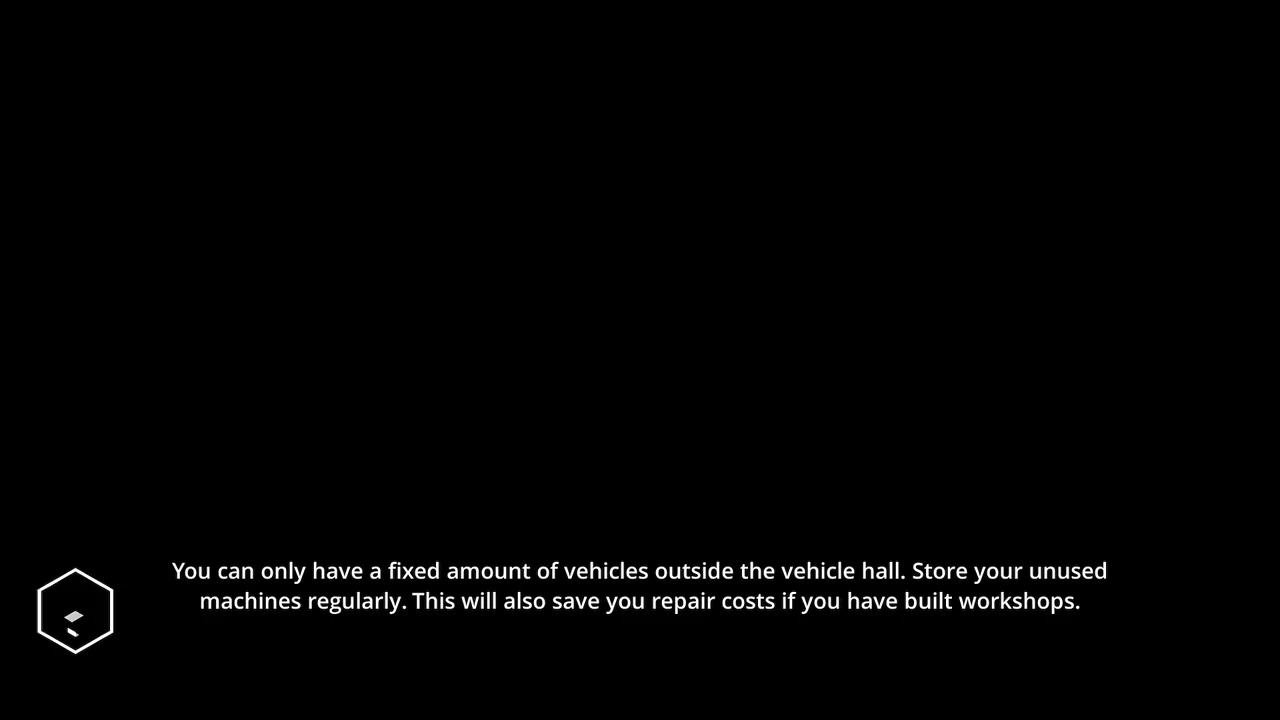 You can only have a fixed amount of vehicles outside the vehicle hall. Store your unused
machines regularly. This will also save you repair costs if you have built workshops.